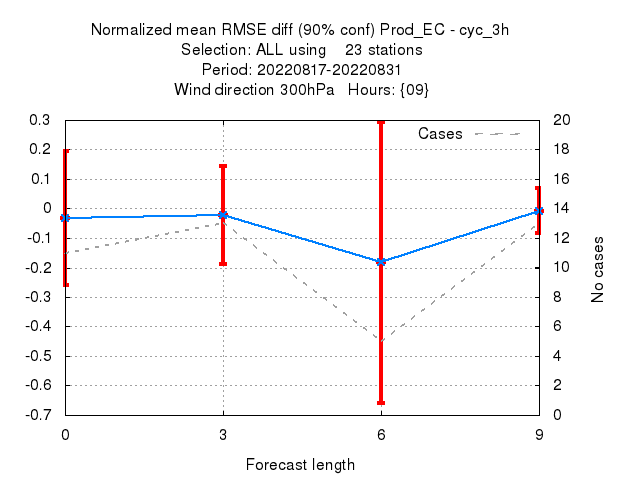 Normalized mean RMSE diff (90% conf) Prod_EC - cyc_3h
Selection: ALL using 23 stations
Period: 20220817-20220831
Wind direction 300hPa Hours: {09}
0.3 20
Cases
0.2 18
0.1 16
0 14
-0.1 12
-0.2 10
-0.3 8
-0.4 6
-0.5 4
-0.6 2
-0.7 0
No cases
0 3 6 9
Forecast length